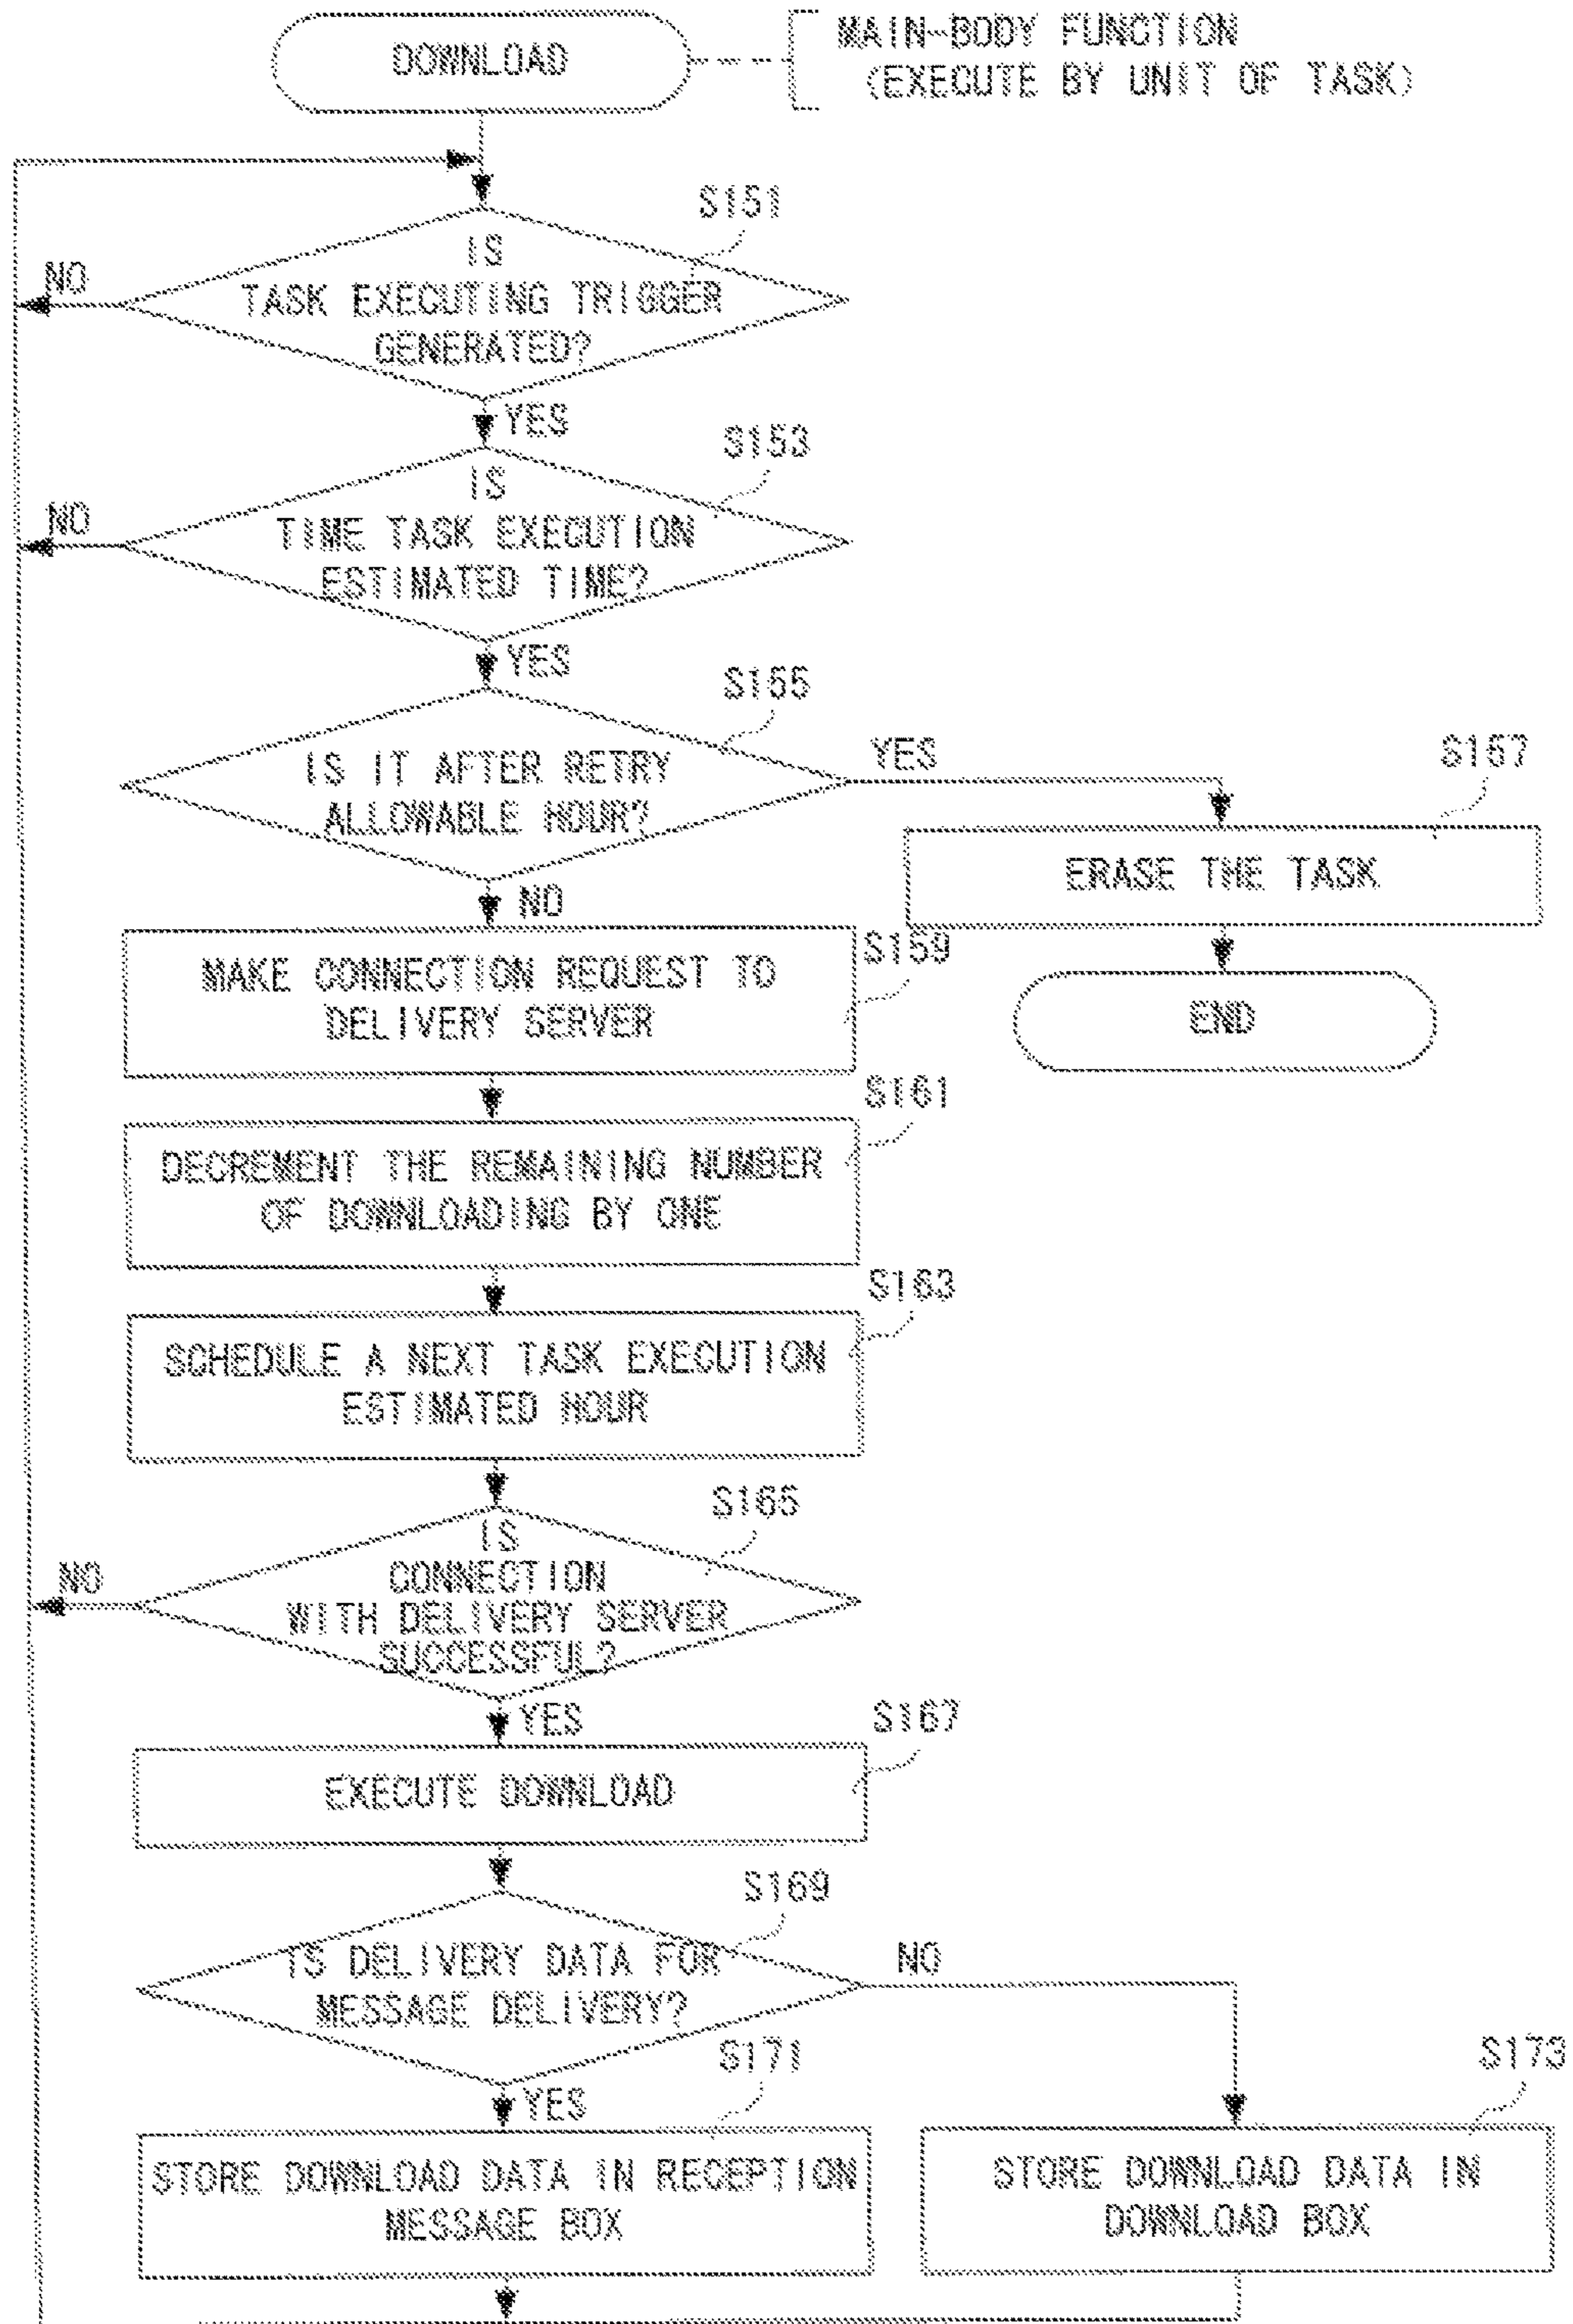 DOWNLOAD
MAIN-BODY FUNCTION
(EXECUTE BY UNIT OF TASK)
S151
IS
TASK EXECUTING TRIGGER
GENERATED?
NO
YES
S153
IS
TIME TASK EXECUTION
ESTIMATED TIME?
NO
YES
S155
IS IT AFTER RETRY
ALLOWABLE HOUR?
YES
S157
ERASE THE TASK
NO
END
S159
MAKE CONNECTION REQUEST TO
DELIVERY SERVER
S161
DECREMENT THE REMAINING NUMBER
OF DOWNLOADING BY ONE
S163
SCHEDULE A NEXT TASK EXECUTION
ESTIMATED HOUR
S165
IS
CONNECTION
WITH DELIVERY SERVER
SUCCESSFUL?
NO
YES
S167
EXECUTE DOWNLOAD
S169
IS DELIVERY DATA FOR
MESSAGE DELIVERY?
NO
YES
S171
STORE DOWNLOAD DATA IN RECEPTION
MESSAGE BOX
S173
STORE DOWNLOAD DATA IN
DOWNLOAD BOX